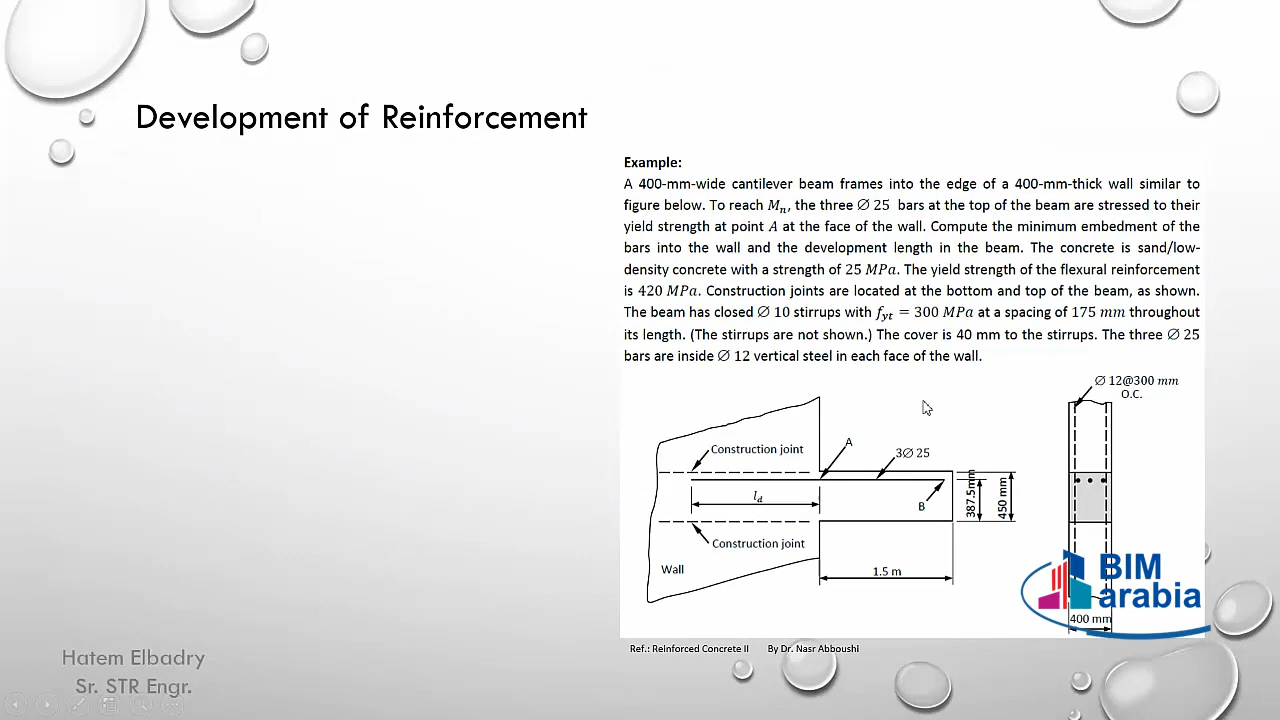 Development of Reinforcement
Example:
A 400-mm-wide cantilever beam frames into the edge of a 400-mm-thick wall similar to
figure below. To reach Mₙ, the three ∅ 25 bars at the top of the beam are stressed to their
yield strength at point A at the face of the wall. Compute the minimum embedment of the
bars into the wall and the development length in the beam. The concrete is sand/low-
density concrete with a strength of 25 MPa. The yield strength of the flexural reinforcement
is 420 MPa. Construction joints are located at the bottom and top of the beam, as shown.
The beam has closed ∅ 10 stirrups with f_yt = 300 MPa at a spacing of 175 mm throughout
its length. (The stirrups are not shown.) The cover is 40 mm to the stirrups. The three ∅ 25
bars are inside ∅ 12 vertical steel in each face of the wall.
∅ 12@300 mm
O.C.
Construction joint
A
3∅ 25
l_d
B
387.5mm
450 mm
Construction joint
Wall
1.5 m
BIM
arabia
400 mm
Ref.: Reinforced Concrete II By Dr. Nasr Abboushi
Hatem Elbadry
Sr. STR Engr.